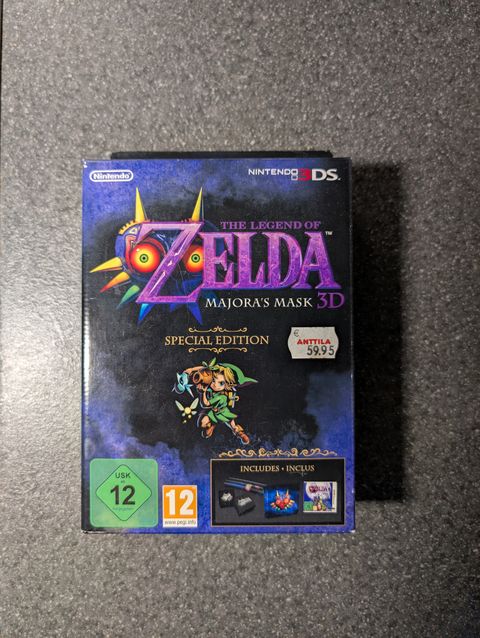 Nintendo
NINTENDO 3DS
THE LEGEND OF
ZELDA™
MAJORA'S MASK 3D
SPECIAL EDITION
€
ANTTILA
59.95
USK
12
12
www.pegi.info
INCLUDES • INCLUS